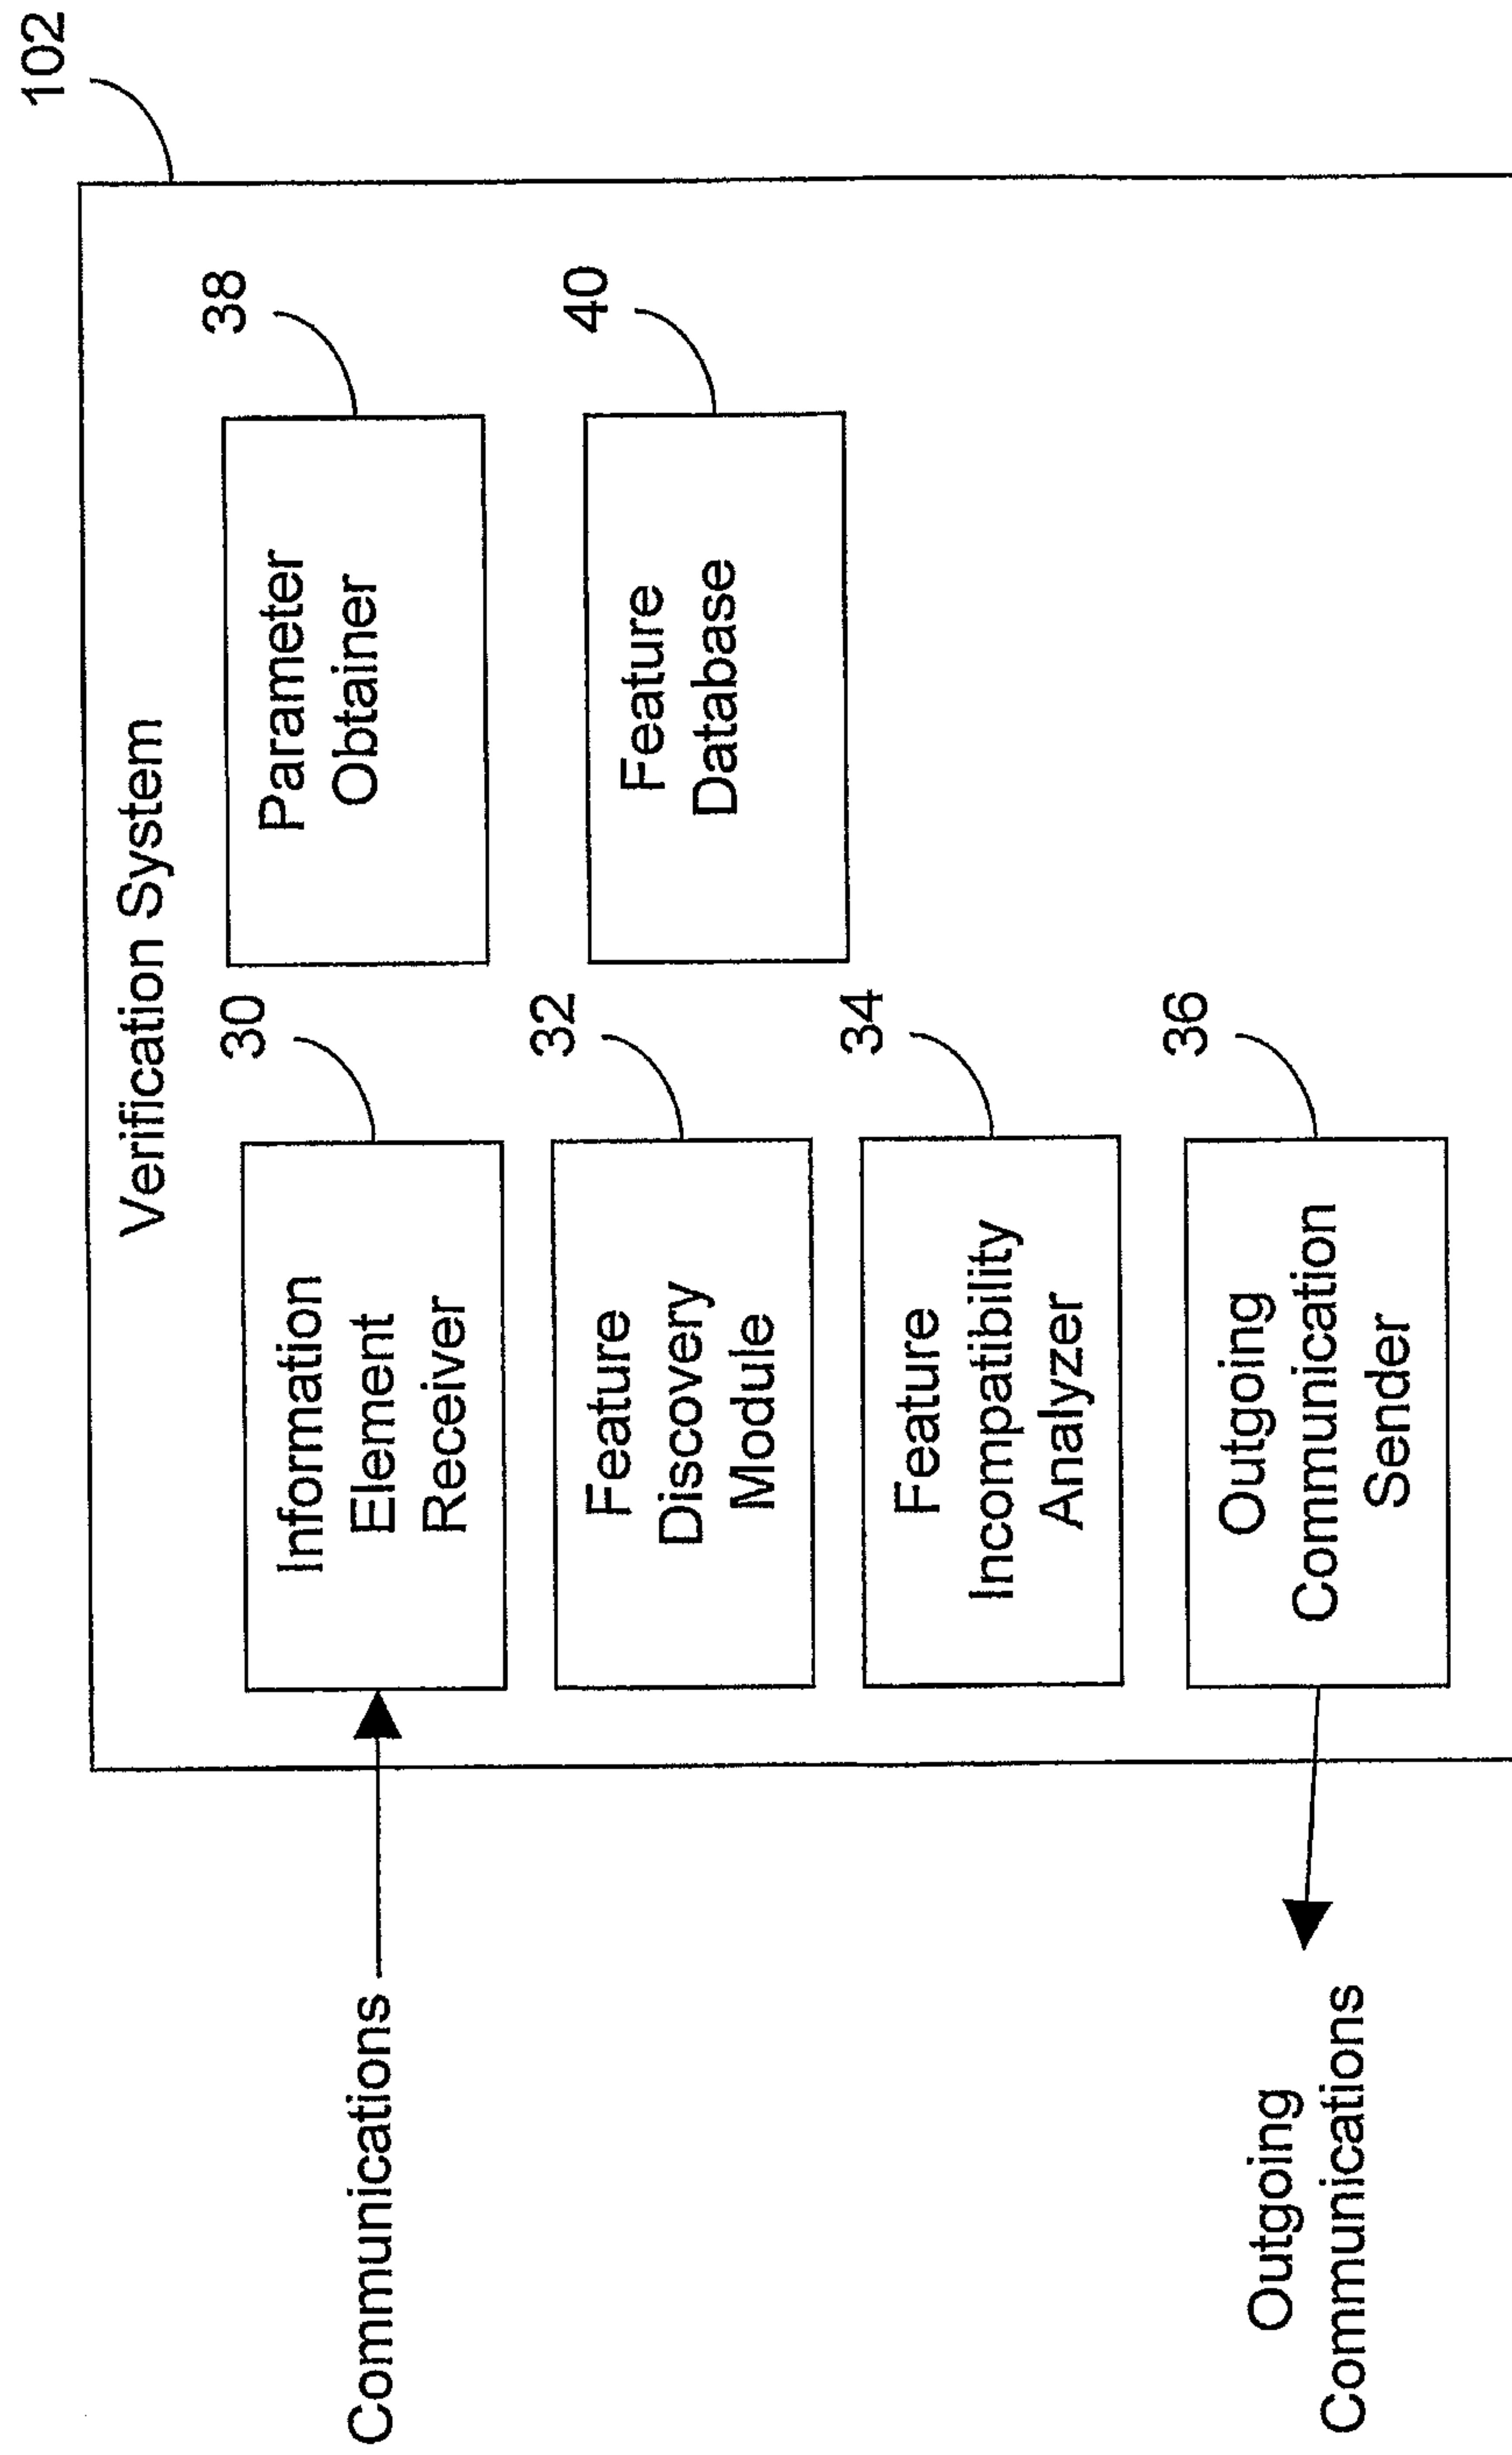 102
Verification System
Communications
30
Information
Element
Receiver
38
Parameter
Obtainer
32
Feature
Discovery
Module
40
Feature
Database
34
Feature
Incompatibility
Analyzer
36
Outgoing
Communication
Sender
Outgoing
Communications